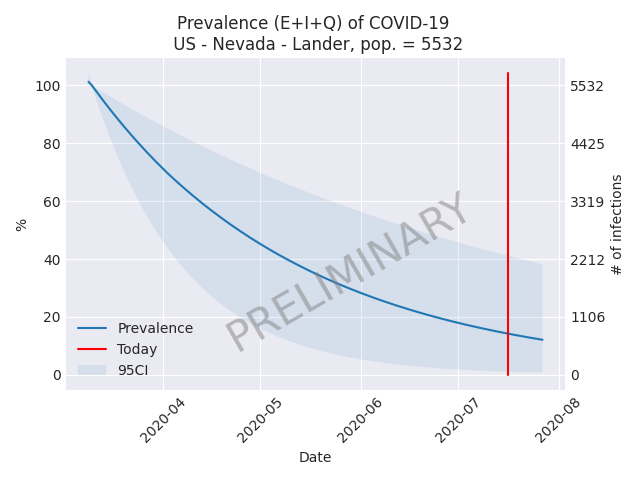 Prevalence (E+I+Q) of COVID-19
US - Nevada - Lander, pop. = 5532
100
80
60
40
20
0
%
5532
4425
3319
2212
1106
0
# of infections
PRELIMINARY
Prevalence
Today
95CI
2020-04
2020-05
2020-06
2020-07
2020-08
Date